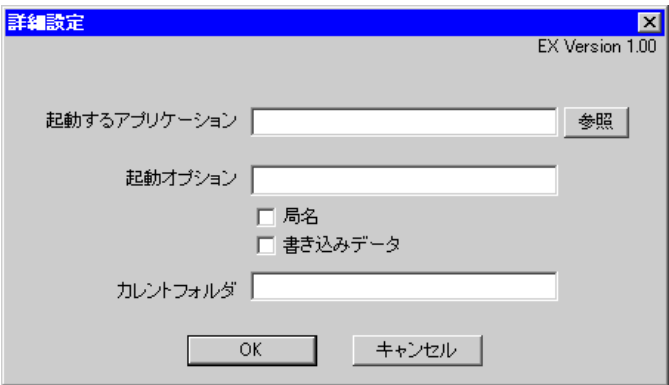 詳細設定
EX Version 1.00
起動するアプリケーション
参照
起動オプション
局名
書き込みデータ
カレントフォルダ
OK
キャンセル